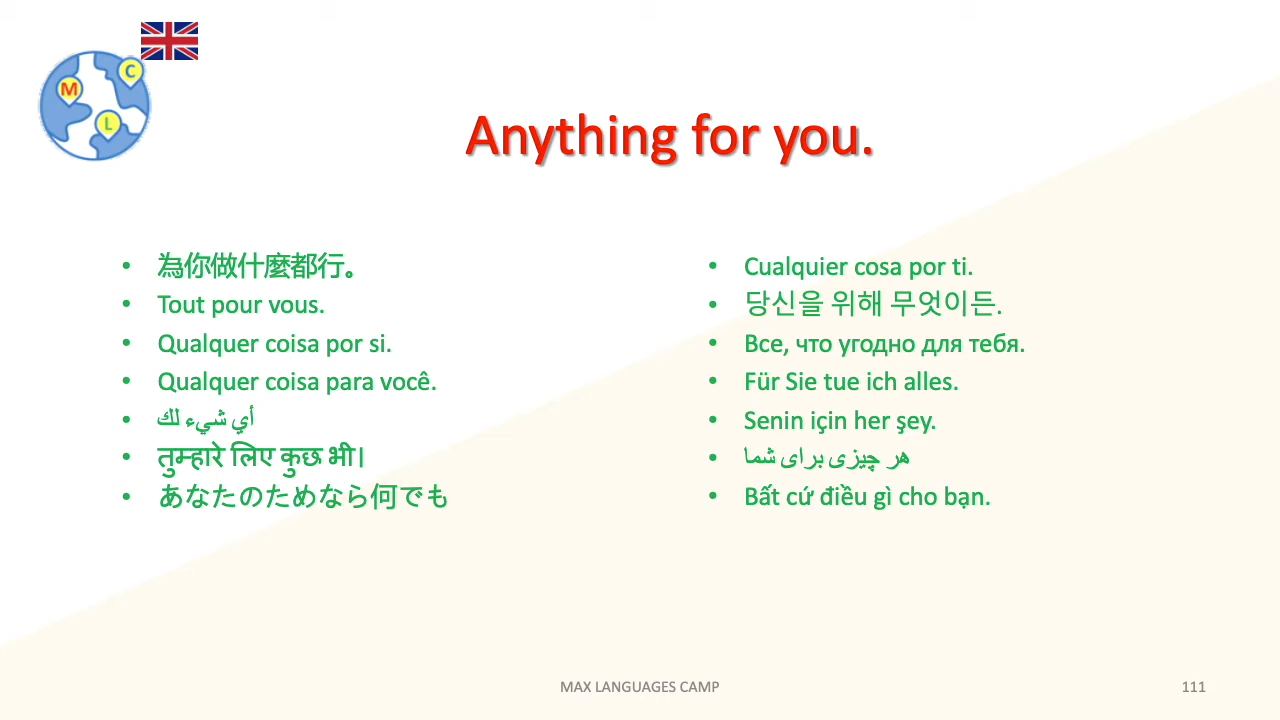 M
C
L
Anything for you.
為你做什麼都行。
Tout pour vous.
Qualquer coisa por si.
Qualquer coisa para você.
أي شيء لك
तुम्हारे लिए कुछ भी।
あなたのためなら何でも
Cualquier cosa por ti.
당신을 위해 무엇이든.
Все, что угодно для тебя.
Für Sie tue ich alles.
Senin için her şey.
هر چیزی برای شما
Bất cứ điều gì cho bạn.
MAX LANGUAGES CAMP
111